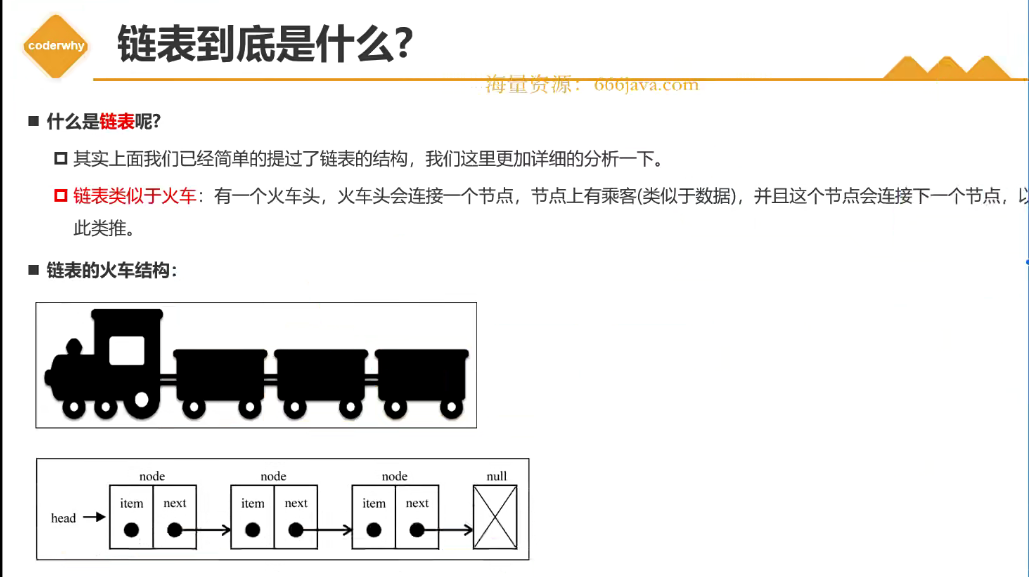 coderwhy
链表到底是什么?
海量资源：666java.com
什么是链表呢?
其实上面我们已经简单的提过了链表的结构，我们这里更加详细的分析一下。
链表类似于火车：有一个火车头，火车头会连接一个节点，节点上有乘客(类似于数据)，并且这个节点会连接下一个节点，以
此类推。
链表的火车结构：
node node node null
item next item next item next
head